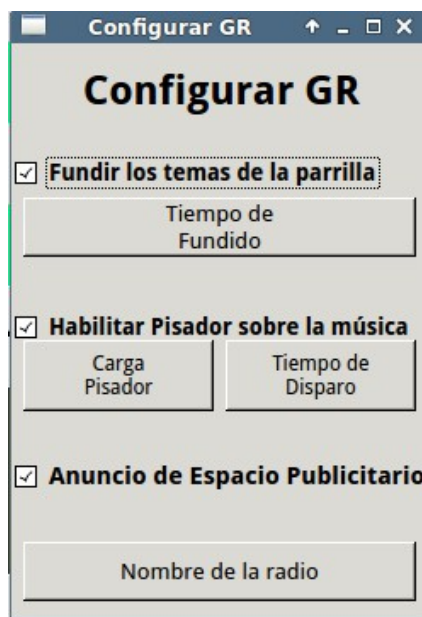 Configurar GR
Configurar GR
Fundir los temas de la parrilla
Tiempo de
Fundido
Habilitar Pisador sobre la música
Carga
Pisador
Tiempo de
Disparo
Anuncio de Espacio Publicitario
Nombre de la radio